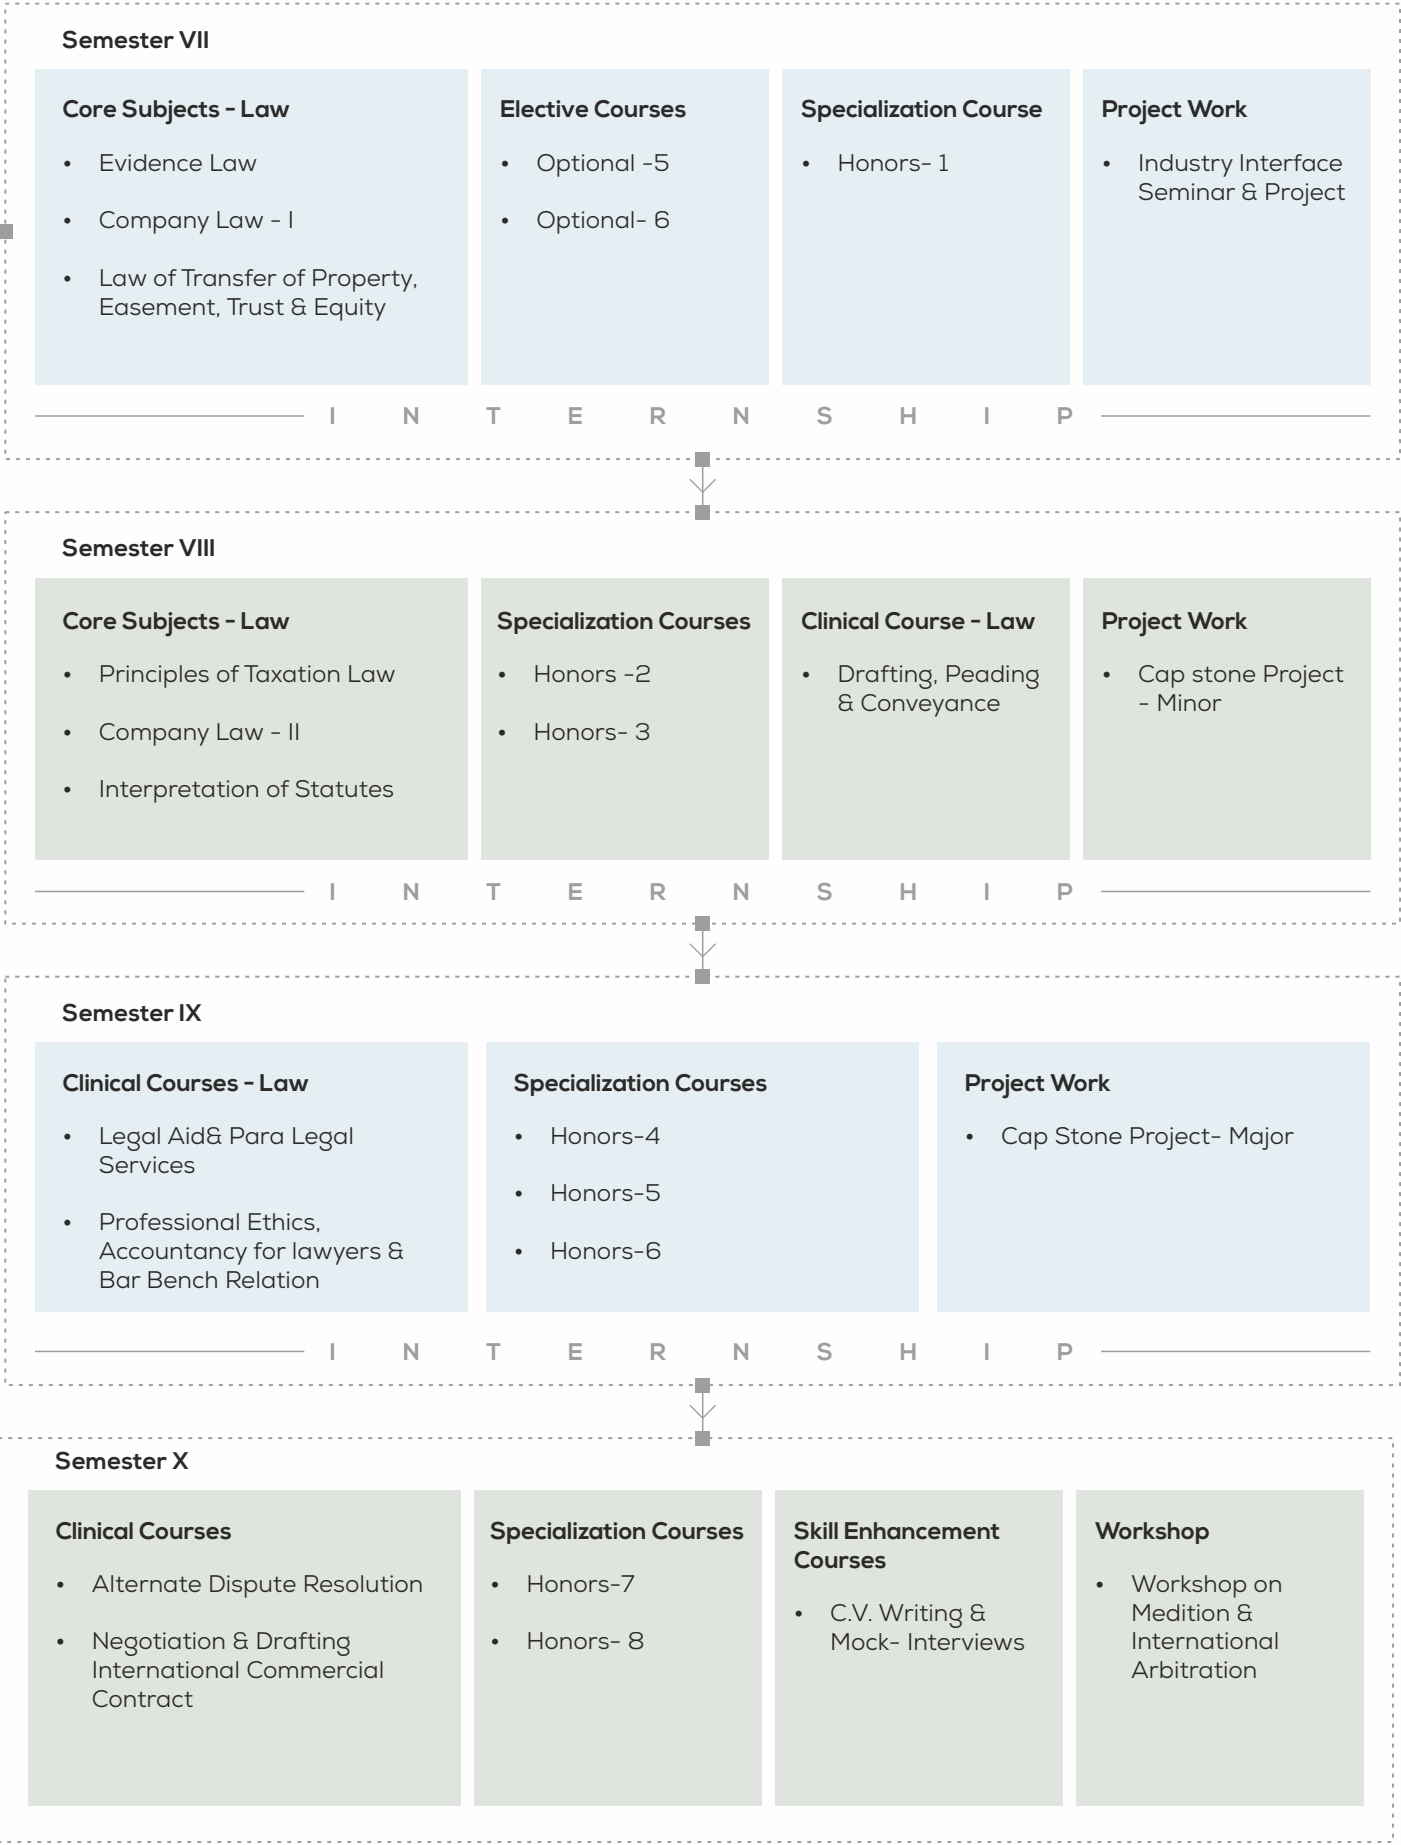 Semester VII
Core Subjects - Law
• Evidence Law
• Company Law - I
• Law of Transfer of Property,
Easement, Trust & Equity
Elective Courses
• Optional -5
• Optional- 6
Specialization Course
• Honors- 1
Project Work
• Industry Interface
Seminar & Project
I N T E R N S H I P
Semester VIII
Core Subjects - Law
• Principles of Taxation Law
• Company Law - II
• Interpretation of Statutes
Specialization Courses
• Honors -2
• Honors- 3
Clinical Course - Law
• Drafting, Peading
& Conveyance
Project Work
• Cap stone Project
- Minor
I N T E R N S H I P
Semester IX
Clinical Courses - Law
• Legal Aid& Para Legal
Services
• Professional Ethics,
Accountancy for lawyers &
Bar Bench Relation
Specialization Courses
• Honors-4
• Honors-5
• Honors-6
Project Work
• Cap Stone Project- Major
I N T E R N S H I P
Semester X
Clinical Courses
• Alternate Dispute Resolution
• Negotiation & Drafting
International Commercial
Contract
Specialization Courses
• Honors-7
• Honors- 8
Skill Enhancement
Courses
• C.V. Writing &
Mock- Interviews
Workshop
• Workshop on
Medition &
International
Arbitration